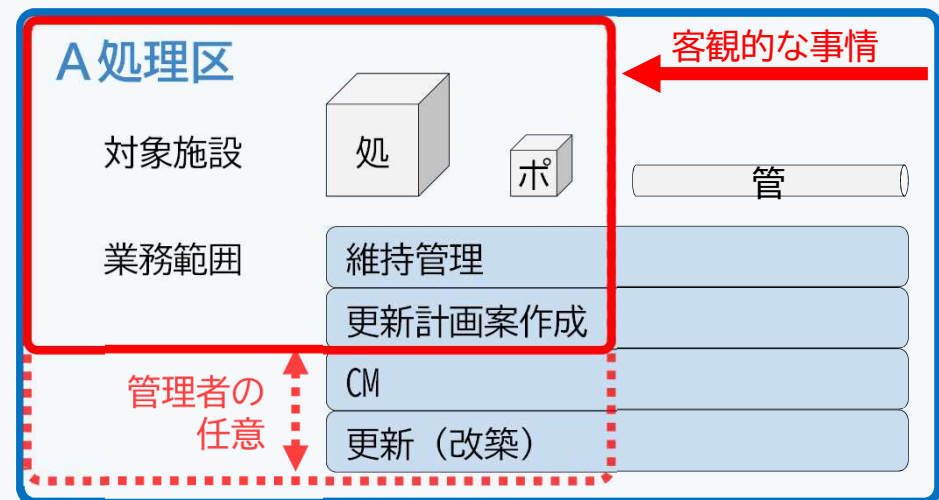 A処理区
客観的な事情
対象施設
処
ポ
管
業務範囲
維持管理
更新計画案作成
管理者の
任意
CM
更新（改築）